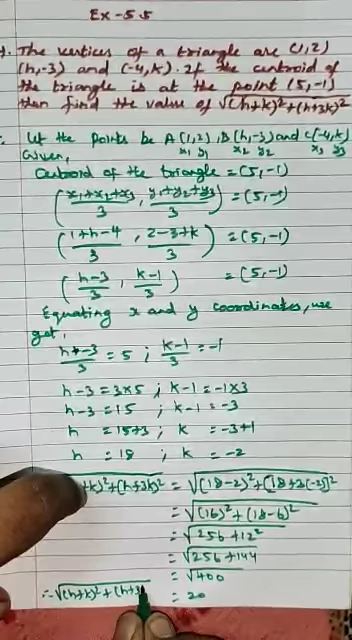 Ex-5.5
The vertices of a triangle are (1,2)
(h,-3) and (-4,k). If the centroid of
the triangle is at the point (5,-1)
then find the value of √(h+k)²+(h+3k)²
Let the points be A(1,2), B(h,-3) and C(-4,k)
x₁ y₁ x₂ y₂ x₃ y₃
Given,
Centroid of the triangle = (5,-1)
(x₁+x₂+x₃/3, y₁+y₂+y₃/3) = (5,-1)
(1+h-4/3, 2-3+k/3) = (5,-1)
(h-3/3, k-1/3) = (5,-1)
Equating x and y coordinates, we
get,
h-3/3 = 5 ; k-1/3 = -1
h-3 = 3×5 ; k-1 = -1×3
h-3 = 15 ; k-1 = -3
h = 15+3 ; k = -3+1
h = 18 ; k = -2
+k)²+(h+3k)² = √(18-2)²+[18+3(-2)]²
= √(16)²+(18-6)²
= √256+12²
= √256+144
= √400
∴ √(h+k)²+(h+3k = 20